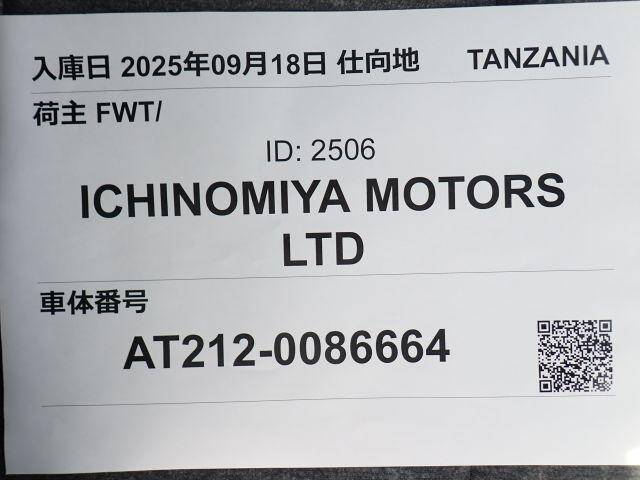 入庫日 2025年09月18日 仕向地 TANZANIA
荷主 FWT/
ID: 2506
ICHINOMIYA MOTORS
LTD
車体番号
AT212-0086664